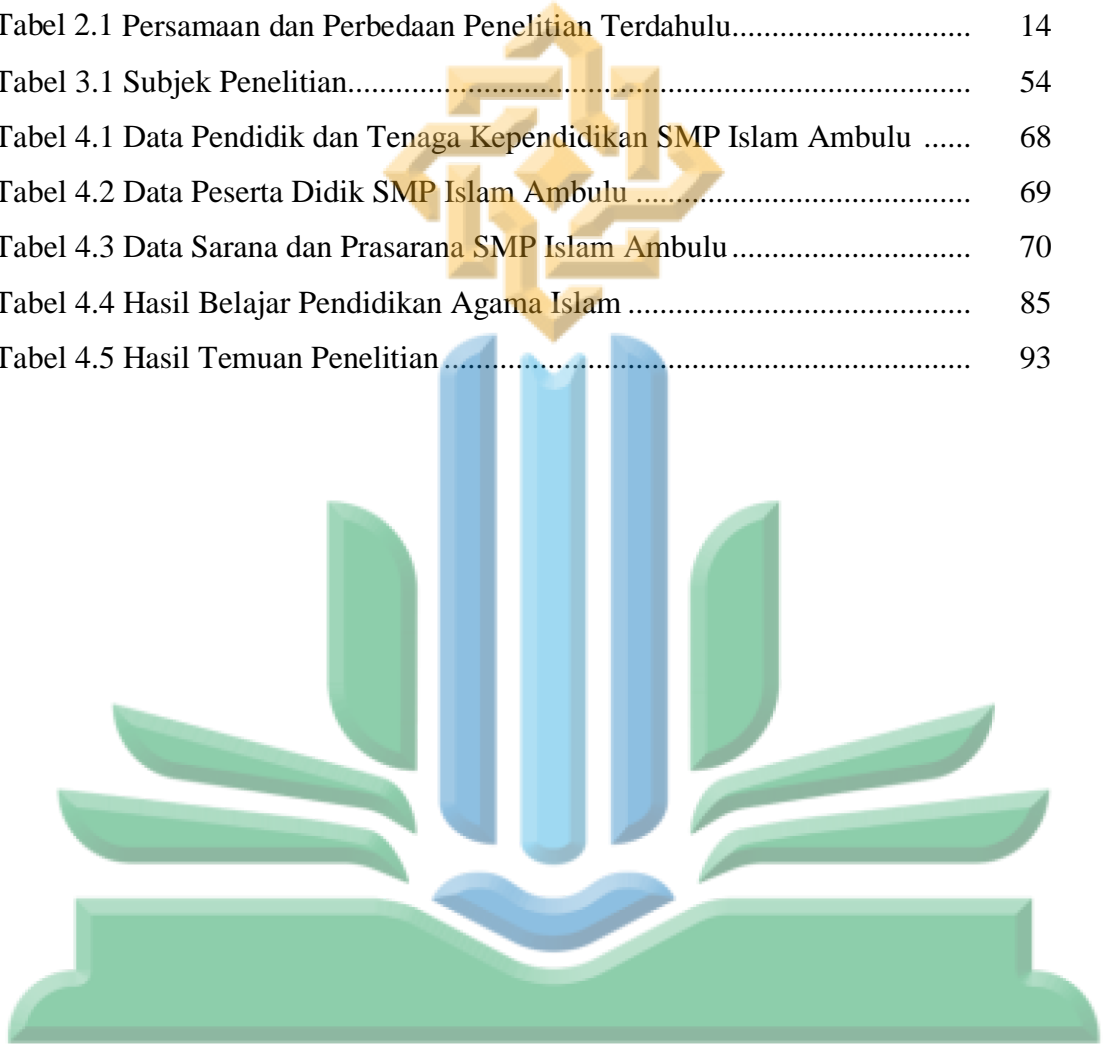 Tabel 2.1 Persamaan dan Perbedaan Penelitian Terdahulu............................ 14
Tabel 3.1 Subjek Penelitian......................................................................... 54
Tabel 4.1 Data Pendidik dan Tenaga Kependidikan SMP Islam Ambulu ...... 68
Tabel 4.2 Data Peserta Didik SMP Islam Ambulu ....................................... 69
Tabel 4.3 Data Sarana dan Prasarana SMP Islam Ambulu............................ 70
Tabel 4.4 Hasil Belajar Pendidikan Agama Islam ........................................ 85
Tabel 4.5 Hasil Temuan Penelitian.............................................................. 93